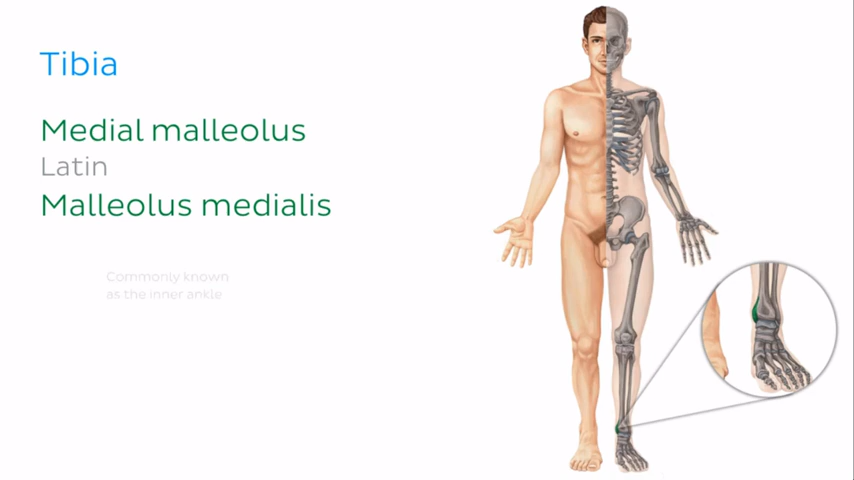 Tibia
Medial malleolus
Latin
Malleolus medialis
Commonly known
as the inner ankle